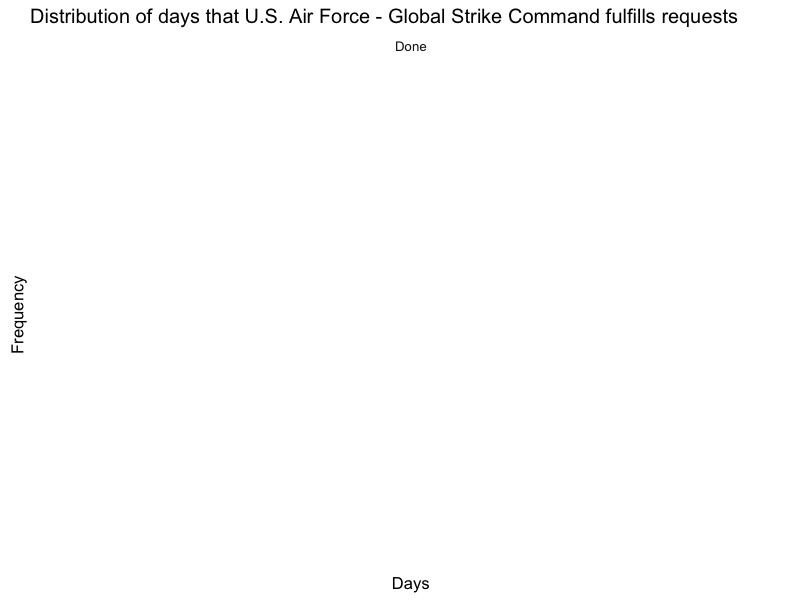 Distribution of days that U.S. Air Force - Global Strike Command fulfills requests
Done
Frequency
Days